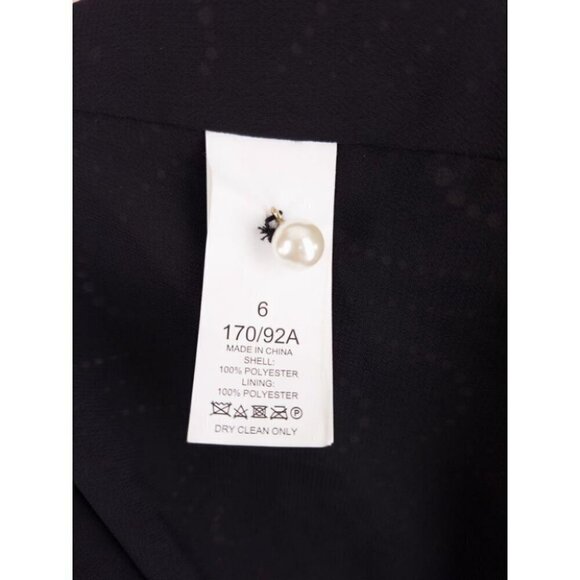 6
170/92A
MADE IN CHINA
SHELL:
100% POLYESTER
LINING:
100% POLYESTER
P
DRY CLEAN ONLY